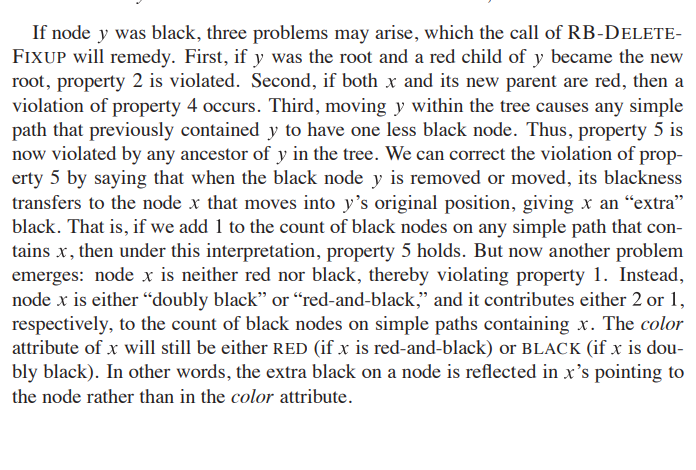 If node y was black, three problems may arise, which the call of RB-DELETE-
FIXUP will remedy. First, if y was the root and a red child of y became the new
root, property 2 is violated. Second, if both x and its new parent are red, then a
violation of property 4 occurs. Third, moving y within the tree causes any simple
path that previously contained y to have one less black node. Thus, property 5 is
now violated by any ancestor of y in the tree. We can correct the violation of prop-
erty 5 by saying that when the black node y is removed or moved, its blackness
transfers to the node x that moves into y’s original position, giving x an “extra”
black. That is, if we add 1 to the count of black nodes on any simple path that con-
tains x, then under this interpretation, property 5 holds. But now another problem
emerges: node x is neither red nor black, thereby violating property 1. Instead,
node x is either “doubly black” or “red-and-black,” and it contributes either 2 or 1,
respectively, to the count of black nodes on simple paths containing x. The color
attribute of x will still be either RED (if x is red-and-black) or BLACK (if x is dou-
bly black). In other words, the extra black on a node is reflected in x’s pointing to
the node rather than in the color attribute.